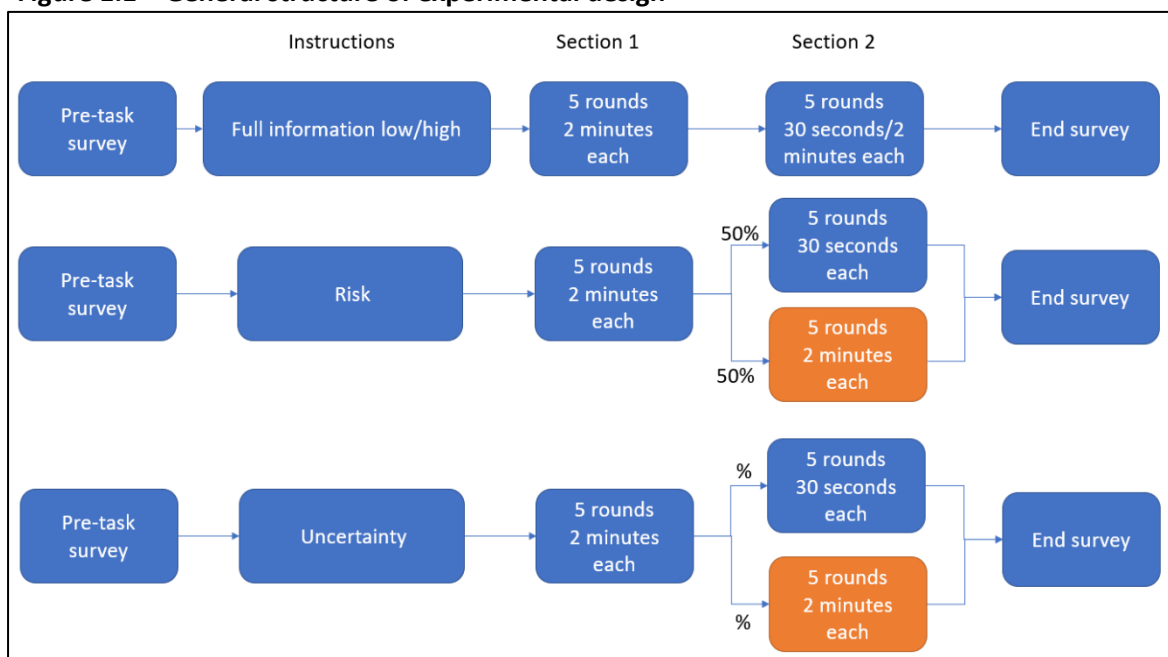 General structure of experimental design
Instructions
Section 1
Section 2
Pre-task
survey
Full information low/high
5 rounds
2 minutes
each
5 rounds
30 seconds/2
minutes each
End survey
Pre-task
survey
Risk
5 rounds
2 minutes
each
50%
5 rounds
30 seconds
each
50%
5 rounds
2 minutes
each
End survey
Pre-task
survey
Uncertainty
5 rounds
2 minutes
each
%
5 rounds
30 seconds
each
%
5 rounds
2 minutes
each
End survey